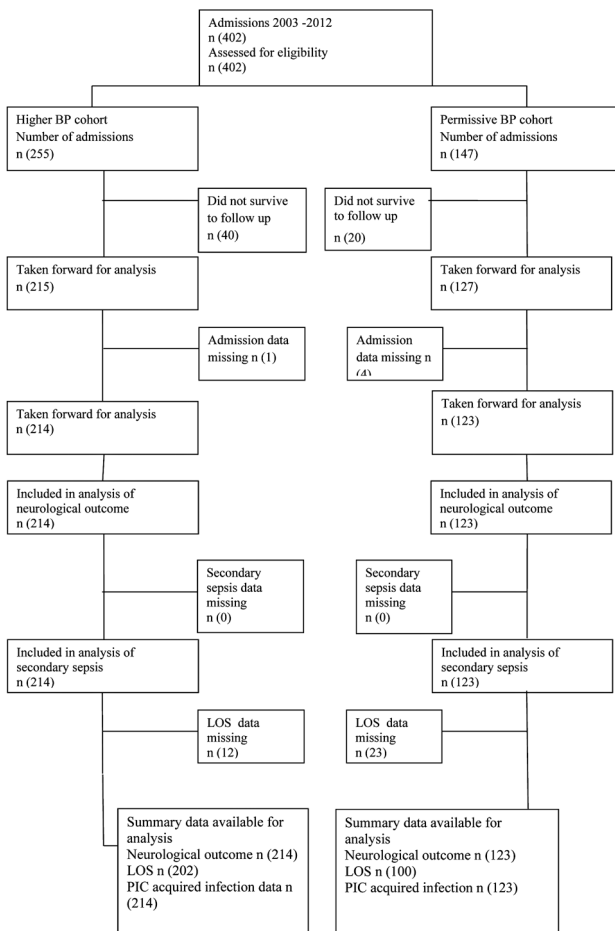 Admissions 2003 -2012
n (402)
Assessed for eligibility
n (402)
Higher BP cohort
Number of admissions
n (255)
Permissive BP cohort
Number of admissions
n (147)
Did not survive
to follow up
n (40)
Did not survive
to follow up
n (20)
Taken forward for analysis
n (215)
Taken forward for analysis
n (127)
Admission data
missing n (1)
Admission
data missing n
(4)
Taken forward for analysis
n (214)
Taken forward for analysis
n (123)
Included in analysis of
neurological outcome
n (214)
Included in analysis of
neurological outcome
n (123)
Secondary
sepsis data
missing
n (0)
Secondary
sepsis data
missing
n (0)
Included in analysis of
secondary sepsis
n (214)
Included in analysis of
secondary sepsis
n (123)
LOS data
missing
n (12)
LOS data
missing
n (23)
Summary data available for
analysis
Neurological outcome n (214)
LOS n (202)
PIC acquired infection data n
(214)
Summary data available for
analysis
Neurological outcome n (123)
LOS n (100)
PIC acquired infection n (123)